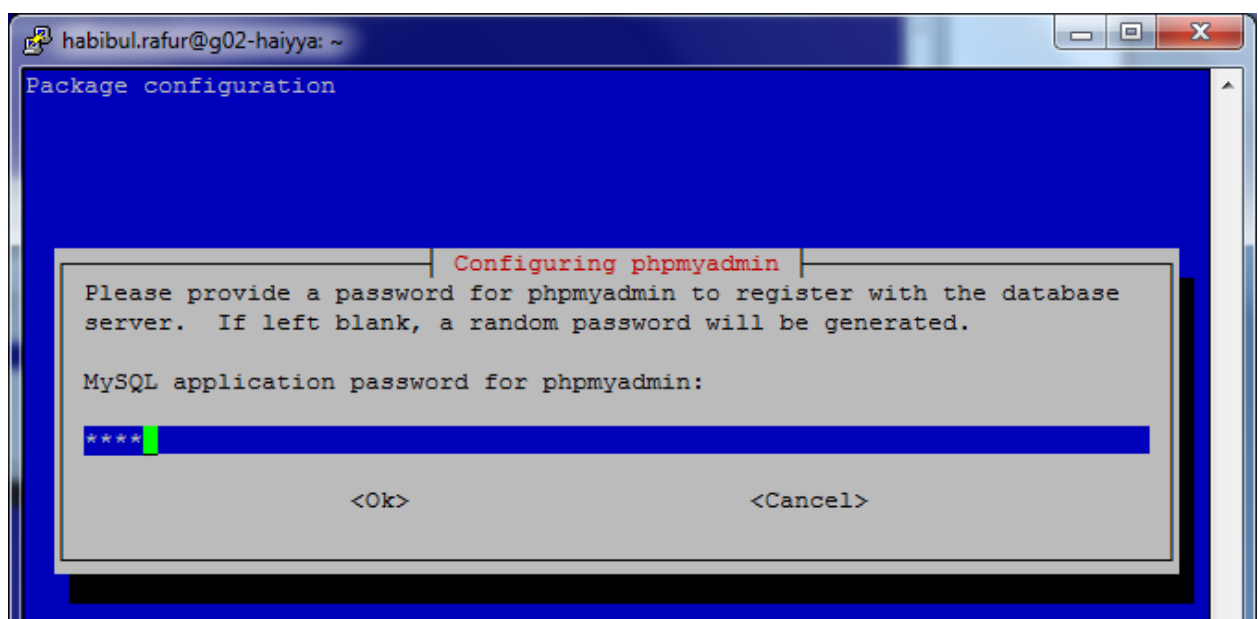 habibul.rafur@g02-haiyya: ~
Package configuration
Configuring phpmyadmin
Please provide a password for phpmyadmin to register with the database
server.  If left blank, a random password will be generated.
MySQL application password for phpmyadmin:
****
<Ok> <Cancel>